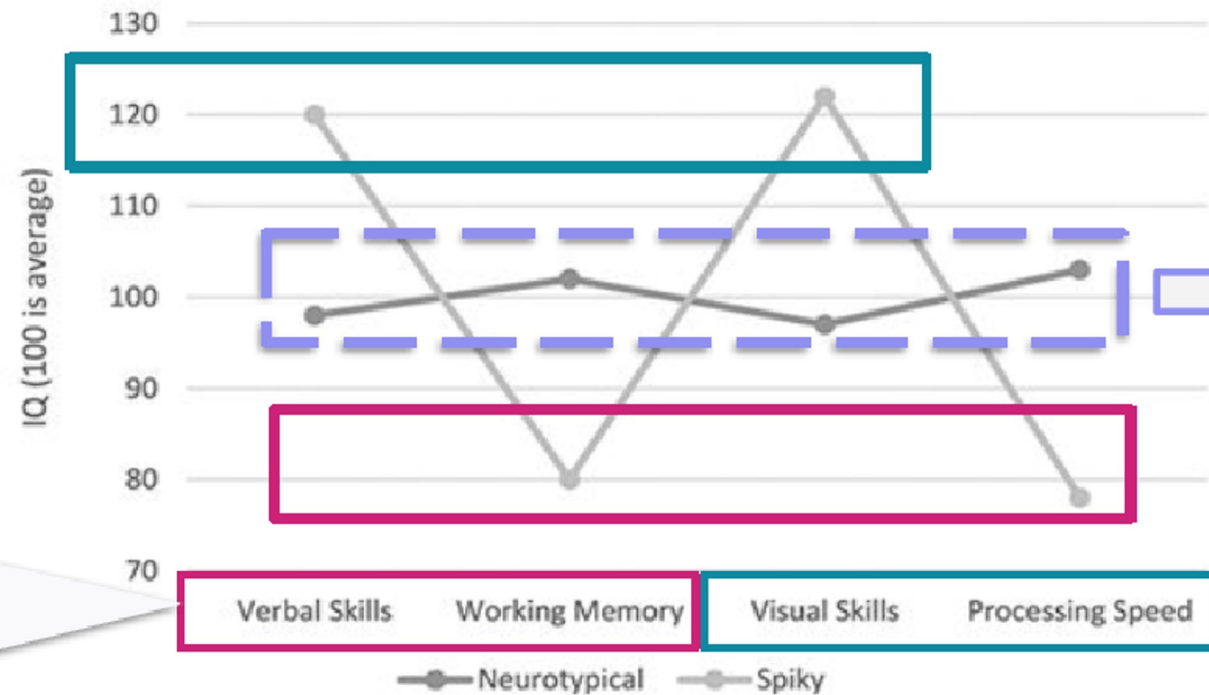 130
120
110
100
90
80
70
IQ (100 is average)
Verbal Skills Working Memory Visual Skills Processing Speed
Neurotypical Spiky